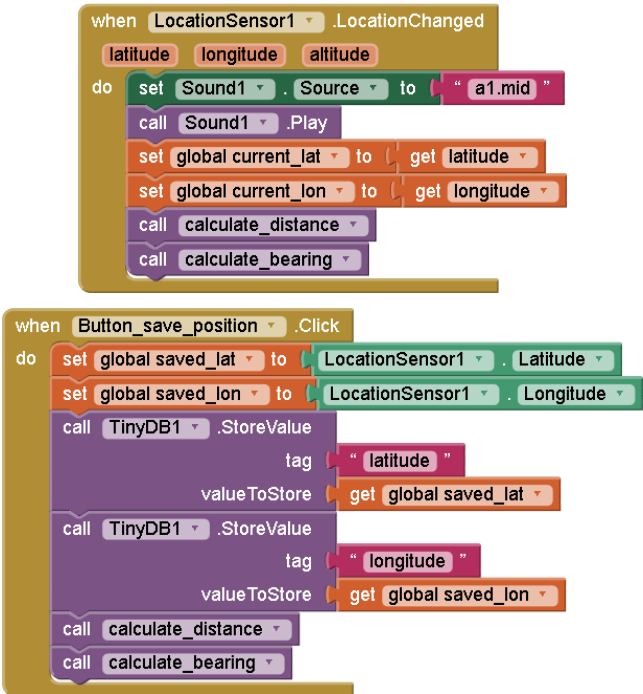 when LocationSensor1 .LocationChanged
latitude longitude altitude
do set Sound1 . Source to " a1.mid "
call Sound1 .Play
set global current_lat to get latitude
set global current_lon to get longitude
call calculate_distance
call calculate_bearing
when Button_save_position .Click
do set global saved_lat to LocationSensor1 . Latitude
set global saved_lon to LocationSensor1 . Longitude
call TinyDB1 .StoreValue
tag " latitude "
valueToStore get global saved_lat
call TinyDB1 .StoreValue
tag " longitude "
valueToStore get global saved_lon
call calculate_distance
call calculate_bearing